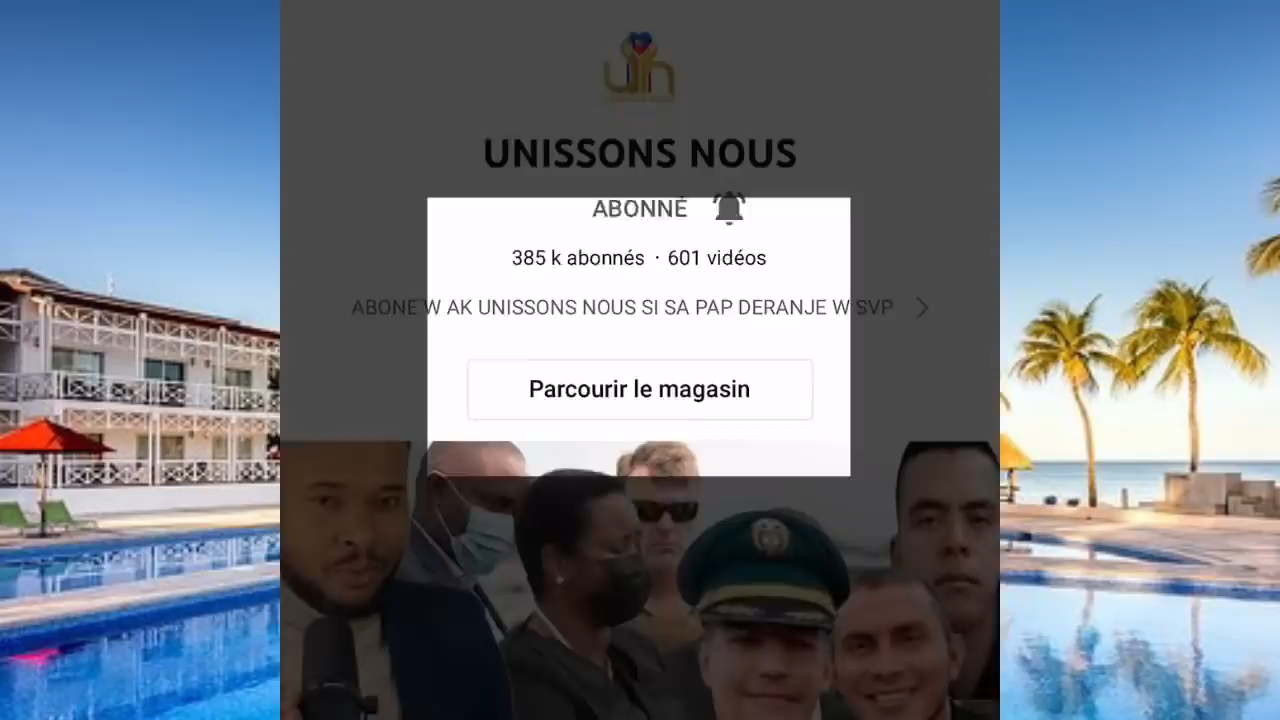 UNISSONS NOUS
ABONNÉ
385 k abonnés · 601 vidéos
ABONE W AK UNISSONS NOUS SI SA PAP DERANJE W SVP
Parcourir le magasin